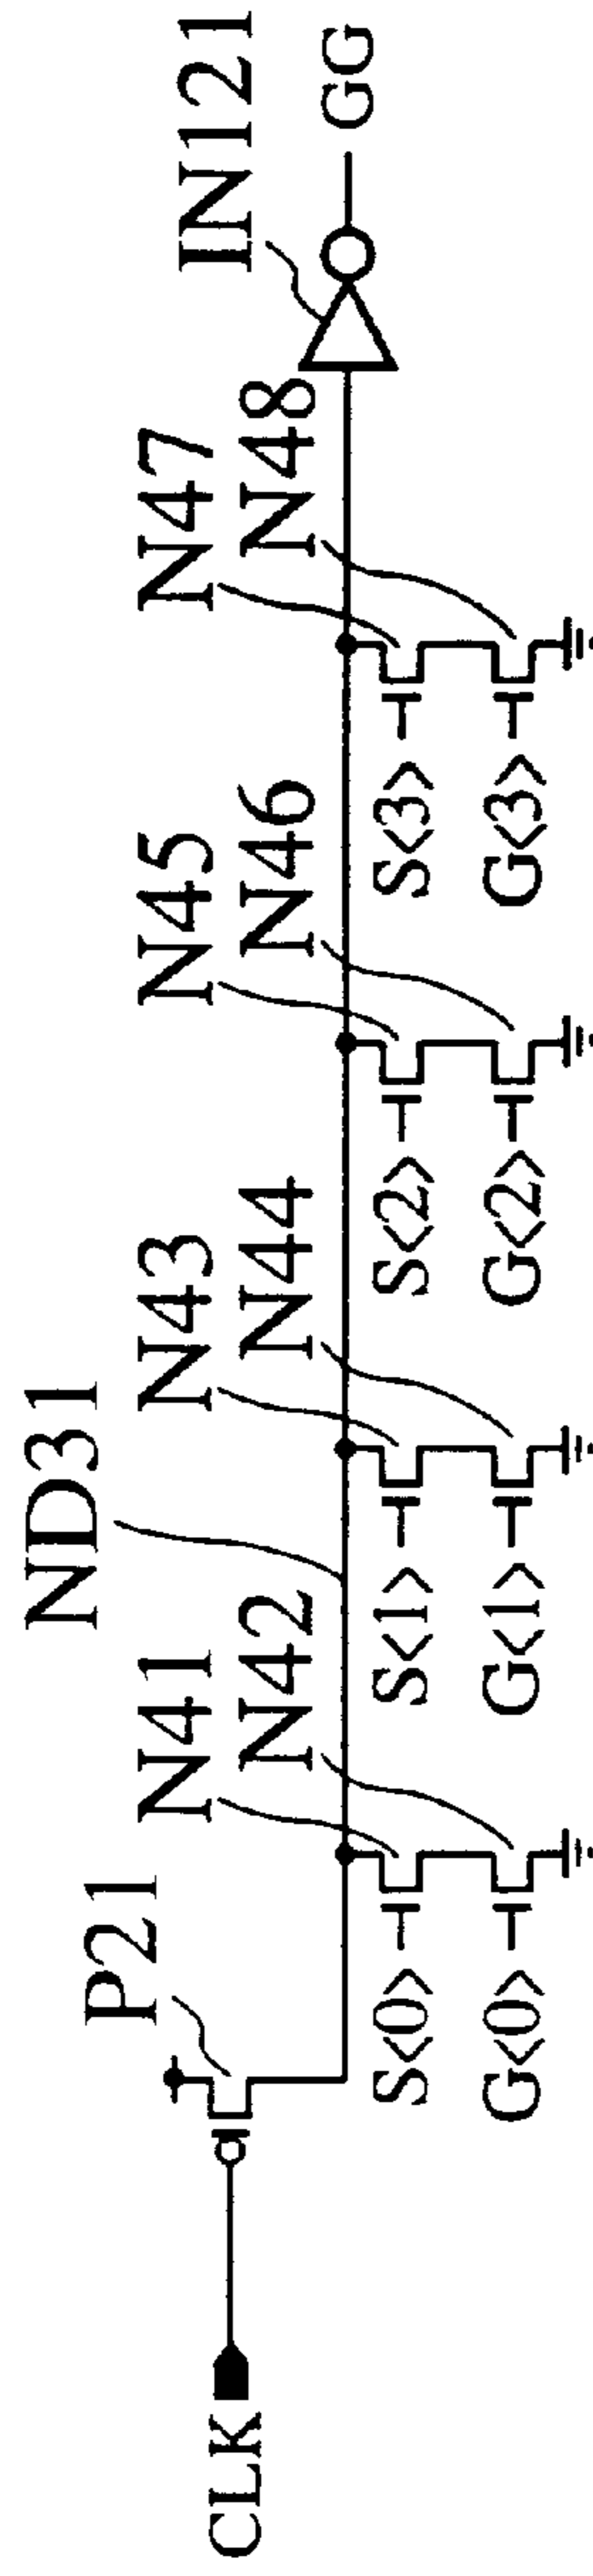 CLK
P21
ND31
N41
N42
S<0>
G<0>
N43
N44
S<1>
G<1>
N45
N46
S<2>
G<2>
N47
N48
S<3>
G<3>
IN121
GG